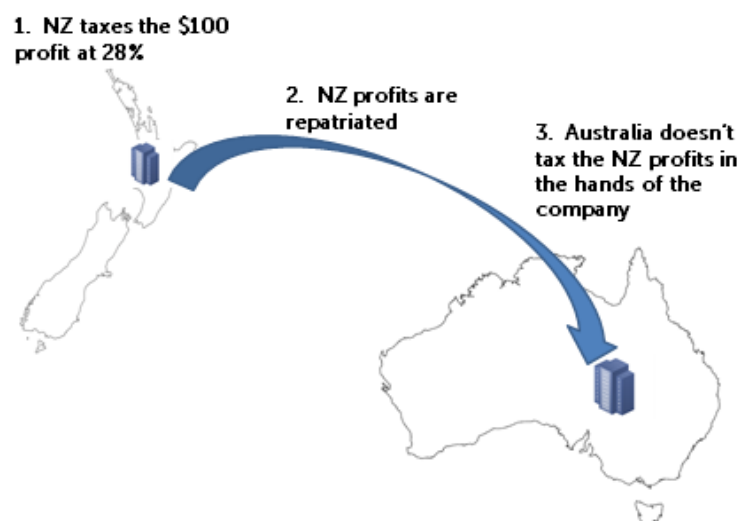 1. NZ taxes the $100
profit at 28%
2. NZ profits are
repatriated
3. Australia doesn't
tax the NZ profits in
the hands of the
company